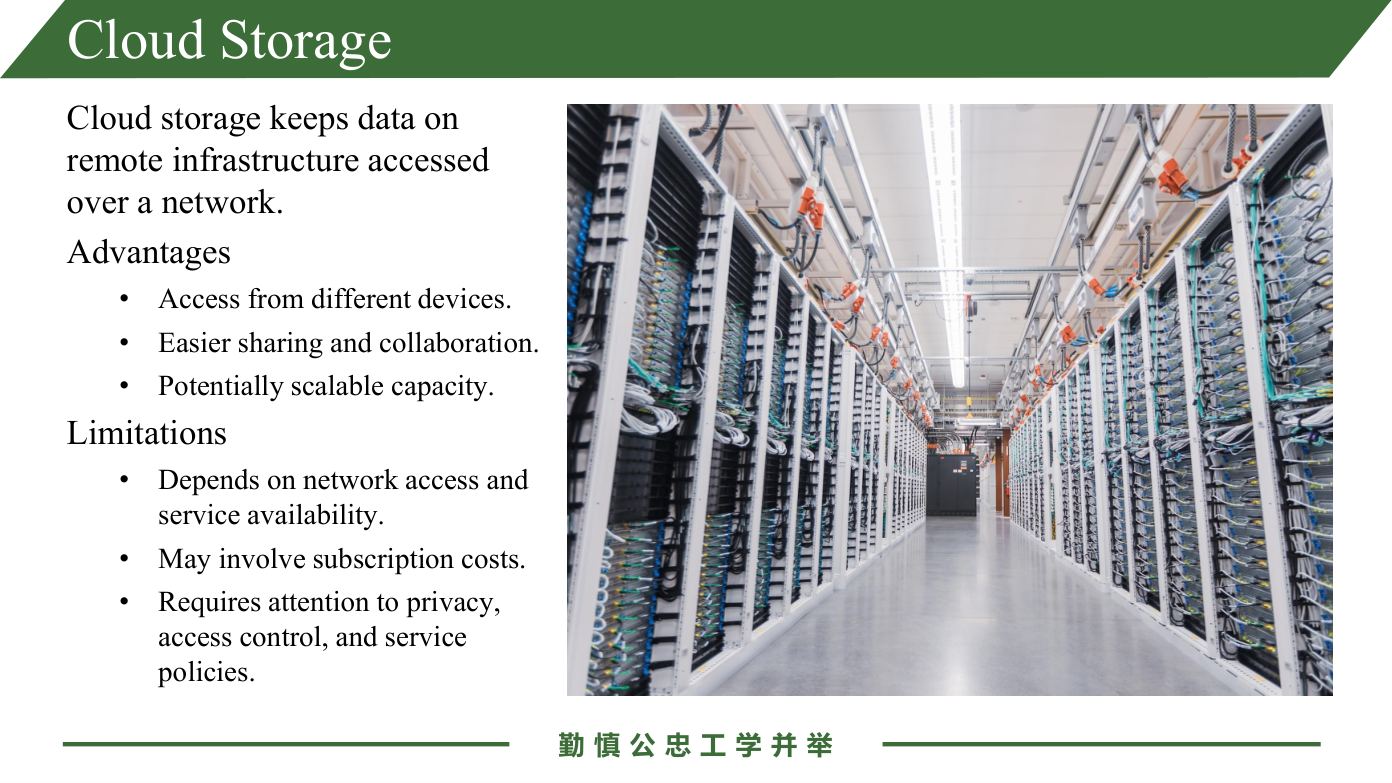 Cloud Storage
Cloud storage keeps data on
remote infrastructure accessed
over a network.
Advantages
• Access from different devices.
• Easier sharing and collaboration.
• Potentially scalable capacity.
Limitations
• Depends on network access and
service availability.
• May involve subscription costs.
• Requires attention to privacy,
access control, and service
policies.
勤慎公忠工学并举